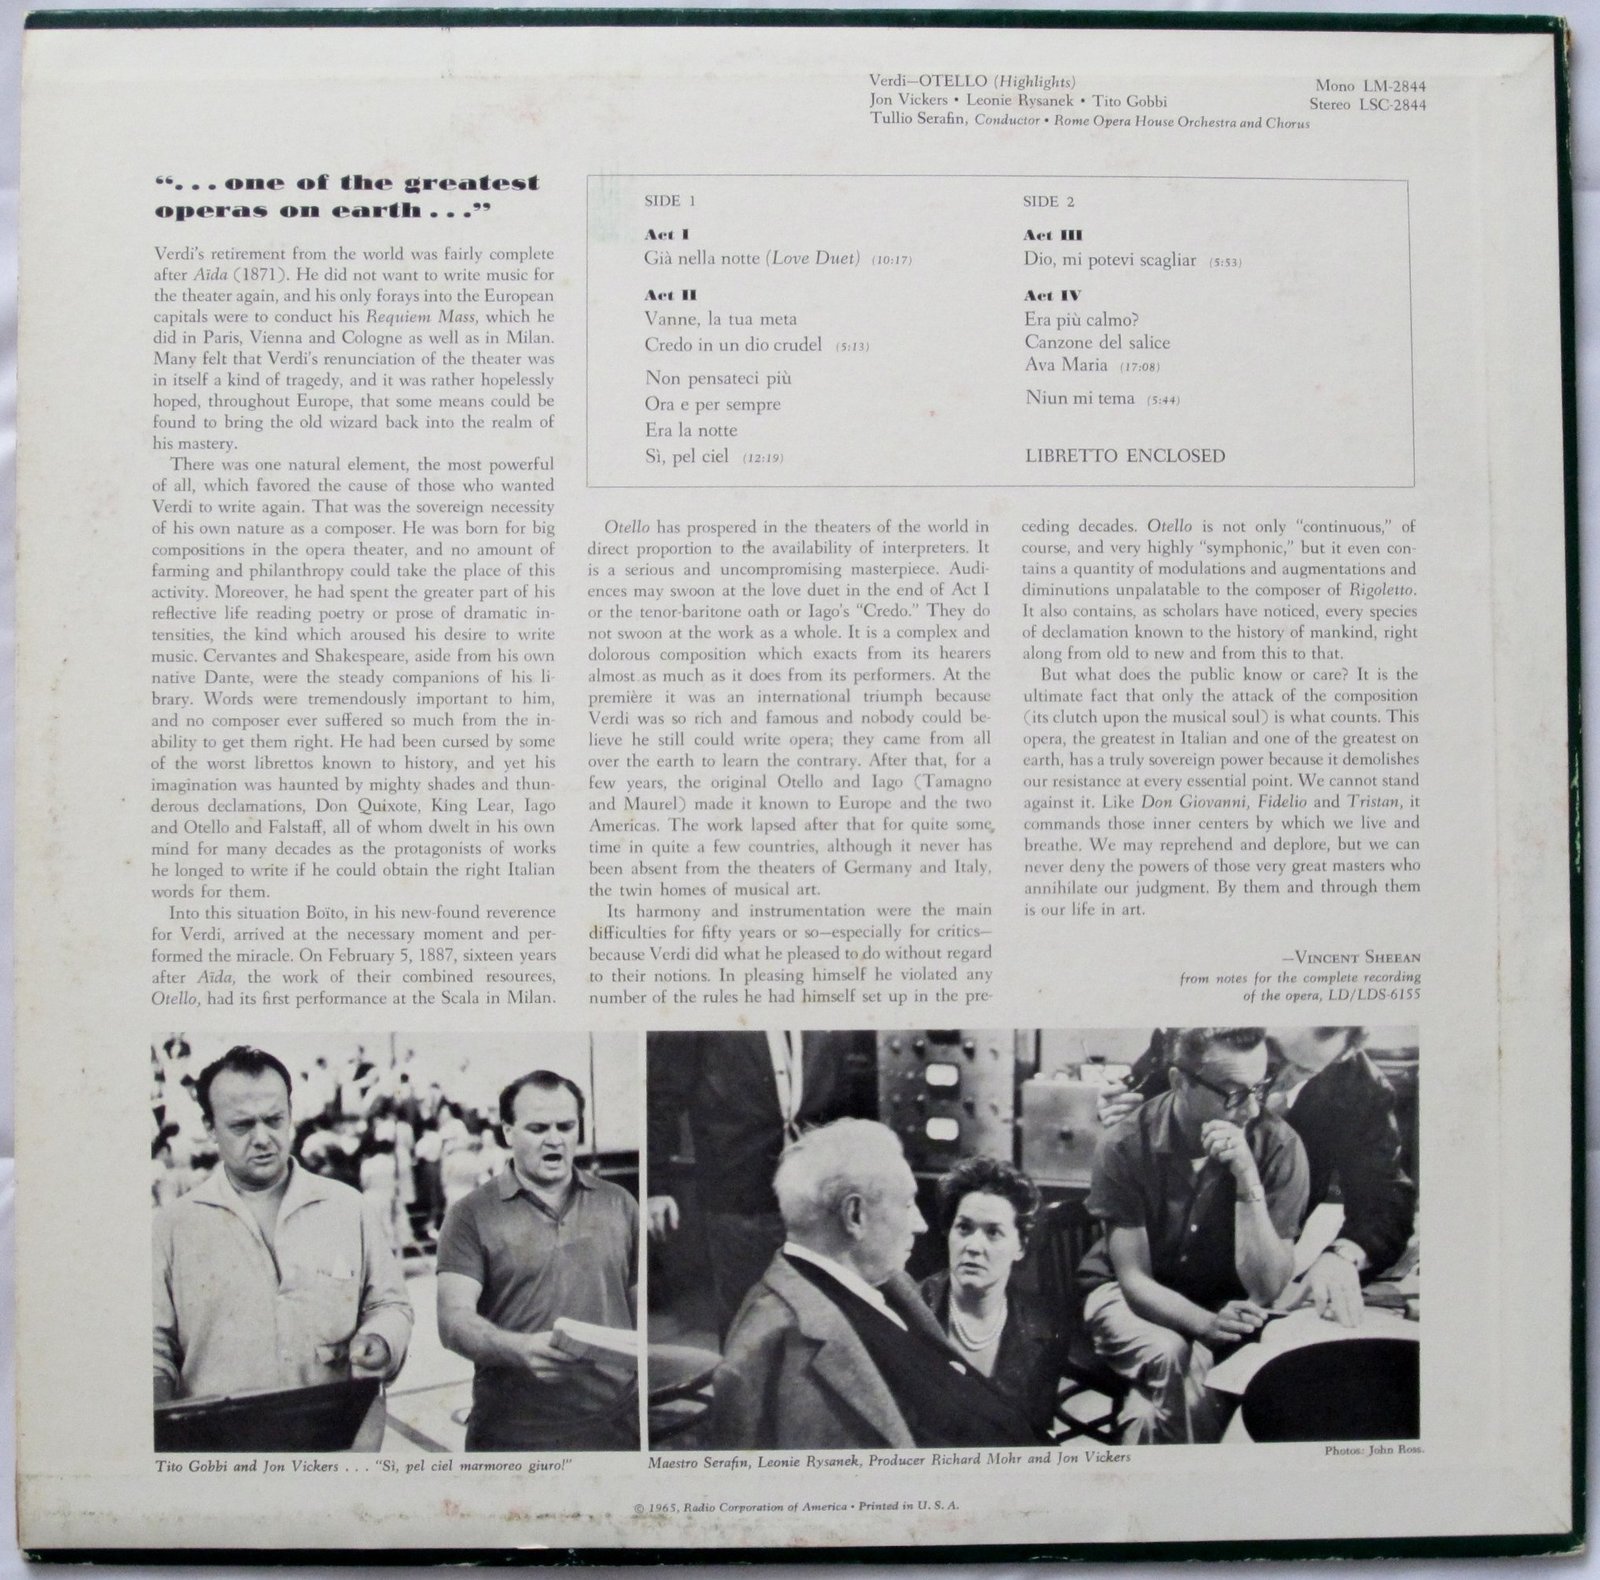 Verdi—OTELLO (Highlights)
Jon Vickers • Leonie Rysanek • Tito Gobbi
Tullio Serafin, Conductor • Rome Opera House Orchestra and Chorus
Mono LM-2844
Stereo LSC-2844
“. . . one of the greatest
operas on earth . . .”
Verdi’s retirement from the world was fairly complete
after Aïda (1871). He did not want to write music for
the theater again, and his only forays into the European
capitals were to conduct his Requiem Mass, which he
did in Paris, Vienna and Cologne as well as in Milan.
Many felt that Verdi’s renunciation of the theater was
in itself a kind of tragedy, and it was rather hopelessly
hoped, throughout Europe, that some means could be
found to bring the old wizard back into the realm of
his mastery.
There was one natural element, the most powerful
of all, which favored the cause of those who wanted
Verdi to write again. That was the sovereign necessity
of his own nature as a composer. He was born for big
compositions in the opera theater, and no amount of
farming and philanthropy could take the place of this
activity. Moreover, he had spent the greater part of his
reflective life reading poetry or prose of dramatic in-
tensities, the kind which aroused his desire to write
music. Cervantes and Shakespeare, aside from his own
native Dante, were the steady companions of his li-
brary. Words were tremendously important to him,
and no composer ever suffered so much from the in-
ability to get them right. He had been cursed by some
of the worst librettos known to history, and yet his
imagination was haunted by mighty shades and thun-
derous declamations, Don Quixote, King Lear, Iago
and Otello and Falstaff, all of whom dwelt in his own
mind for many decades as the protagonists of works
he longed to write if he could obtain the right Italian
words for them.
Into this situation Boïto, in his new-found reverence
for Verdi, arrived at the necessary moment and per-
formed the miracle. On February 5, 1887, sixteen years
after Aïda, the work of their combined resources,
Otello, had its first performance at the Scala in Milan.
SIDE 1
Act I
Già nella notte (Love Duet) (10:17)
Act II
Vanne, la tua meta
Credo in un dio crudel (5:13)
Non pensateci più
Ora e per sempre
Era la notte
Sì, pel ciel (12:19)
SIDE 2
Act III
Dio, mi potevi scagliar (5:53)
Act IV
Era più calmo?
Canzone del salice
Ava Maria (17:08)
Niun mi tema (5:44)
LIBRETTO ENCLOSED
Otello has prospered in the theaters of the world in
direct proportion to the availability of interpreters. It
is a serious and uncompromising masterpiece. Audi-
ences may swoon at the love duet in the end of Act I
or the tenor-baritone oath or Iago’s “Credo.” They do
not swoon at the work as a whole. It is a complex and
dolorous composition which exacts from its hearers
almost as much as it does from its performers. At the
première it was an international triumph because
Verdi was so rich and famous and nobody could be-
lieve he still could write opera; they came from all
over the earth to learn the contrary. After that, for a
few years, the original Otello and Iago (Tamagno
and Maurel) made it known to Europe and the two
Americas. The work lapsed after that for quite some
time in quite a few countries, although it never has
been absent from the theaters of Germany and Italy,
the twin homes of musical art.
Its harmony and instrumentation were the main
difficulties for fifty years or so—especially for critics—
because Verdi did what he pleased to do without regard
to their notions. In pleasing himself he violated any
number of the rules he had himself set up in the pre-
ceding decades. Otello is not only “continuous,” of
course, and very highly “symphonic,” but it even con-
tains a quantity of modulations and augmentations and
diminutions unpalatable to the composer of Rigoletto.
It also contains, as scholars have noticed, every species
of declamation known to the history of mankind, right
along from old to new and from this to that.
But what does the public know or care? It is the
ultimate fact that only the attack of the composition
(its clutch upon the musical soul) is what counts. This
opera, the greatest in Italian and one of the greatest on
earth, has a truly sovereign power because it demolishes
our resistance at every essential point. We cannot stand
against it. Like Don Giovanni, Fidelio and Tristan, it
commands those inner centers by which we live and
breathe. We may reprehend and deplore, but we can
never deny the powers of those very great masters who
annihilate our judgment. By them and through them
is our life in art.
—VINCENT SHEEAN
from notes for the complete recording
of the opera, LD/LDS-6155
Tito Gobbi and Jon Vickers . . . “Sì, pel ciel marmoreo giuro!”
Maestro Serafin, Leonie Rysanek, Producer Richard Mohr and Jon Vickers
Photos: John Ross.
© 1965, Radio Corporation of America • Printed in U. S. A.